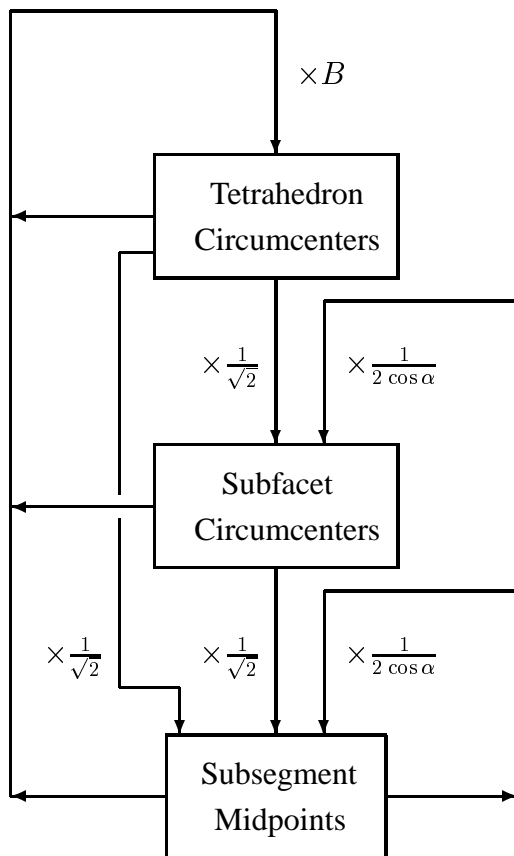 ×B
Tetrahedron
Circumcenters
× 1/√2 × 1/(2 cos α)
Subfacet
Circumcenters
× 1/√2 × 1/√2 × 1/(2 cos α)
Subsegment
Midpoints